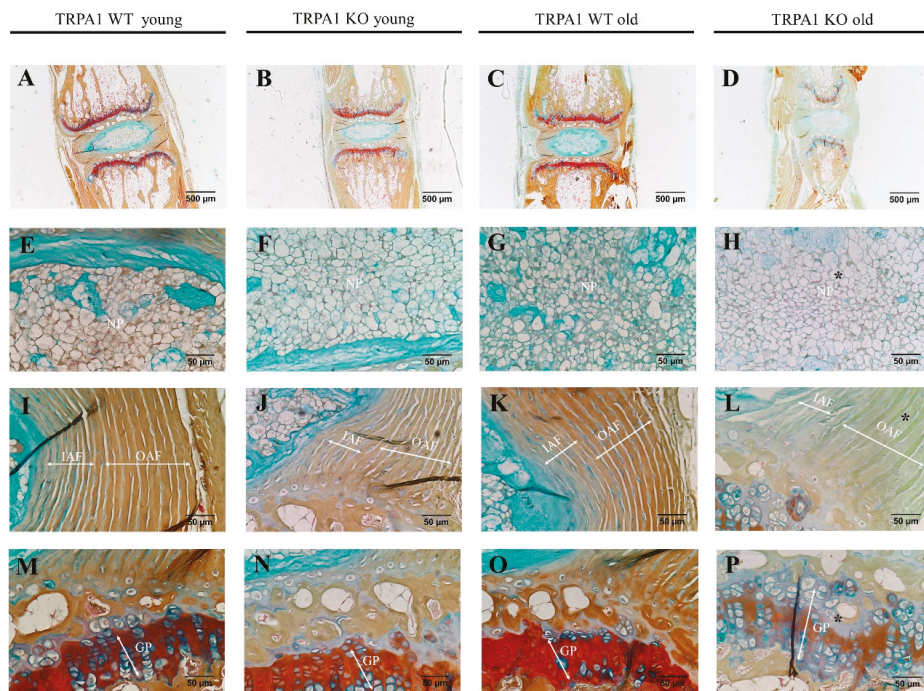 TRPA1 WT young TRPA1 KO young TRPA1 WT old TRPA1 KO old
A B C D
500 µm 500 µm 500 µm 500 µm
E F G H
NP NP NP NP *
50 µm 50 µm 50 µm 50 µm
I J K L
IAF OAF IAF OAF IAF OAF IAF OAF *
50 µm 50 µm 50 µm 50 µm
M N O P
GP GP GP GP *
50 µm 50 µm 50 µm 50 µm